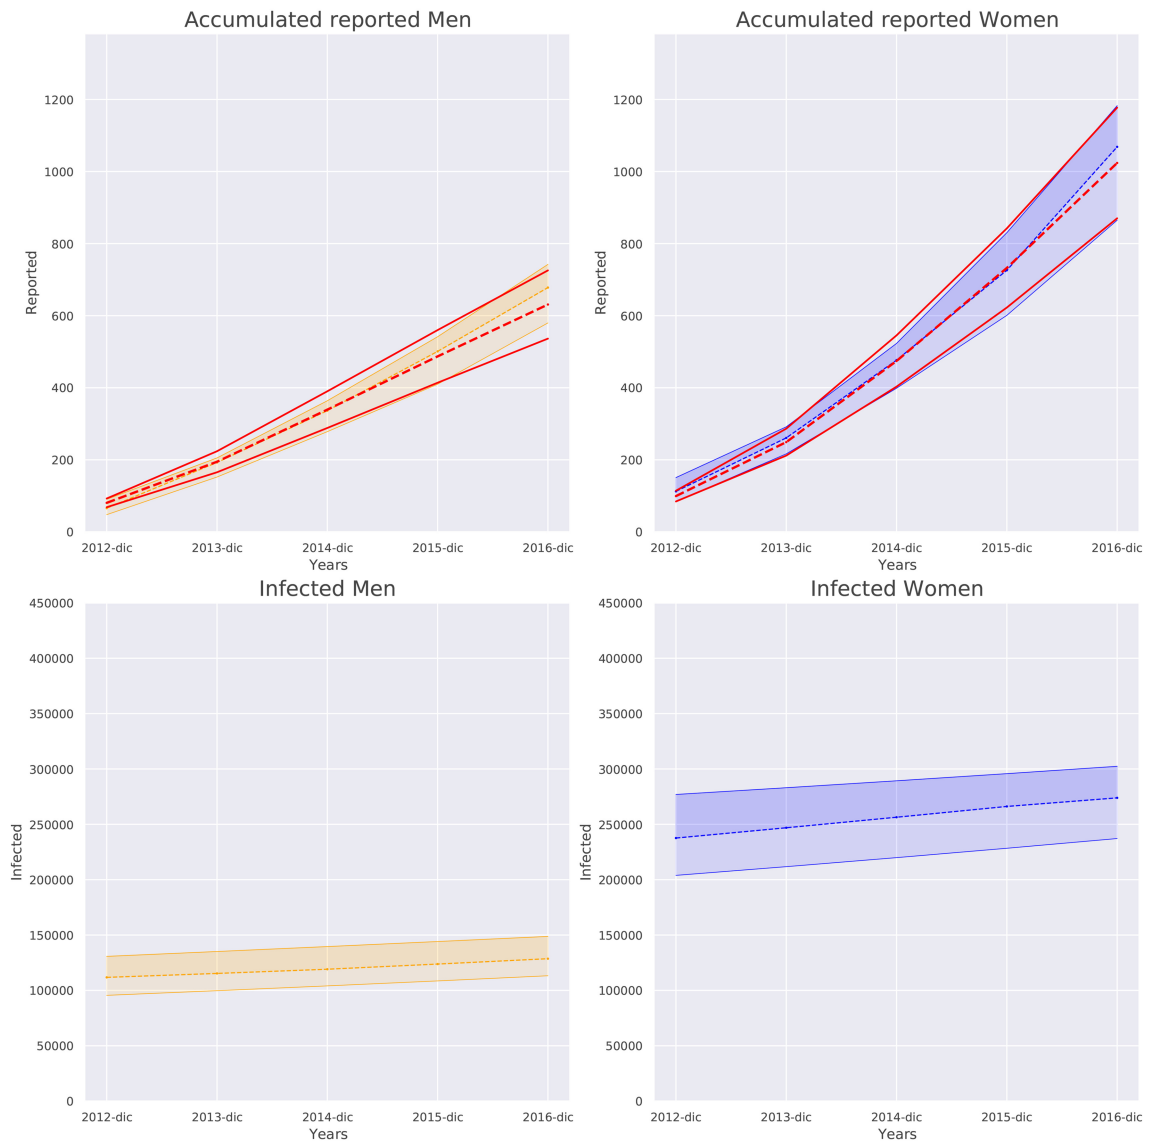 Accumulated reported Men
Reported
1200
1000
800
600
400
200
0
2012-dic 2013-dic 2014-dic 2015-dic 2016-dic
Years
Accumulated reported Women
Reported
1200
1000
800
600
400
200
0
2012-dic 2013-dic 2014-dic 2015-dic 2016-dic
Years
Infected Men
Infected
450000
400000
350000
300000
250000
200000
150000
100000
50000
0
2012-dic 2013-dic 2014-dic 2015-dic 2016-dic
Years
Infected Women
Infected
450000
400000
350000
300000
250000
200000
150000
100000
50000
0
2012-dic 2013-dic 2014-dic 2015-dic 2016-dic
Years